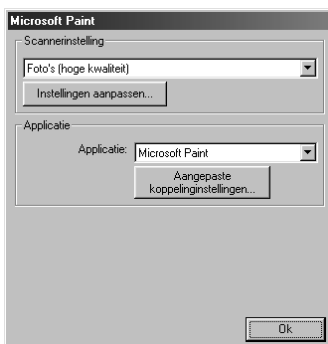 Microsoft Paint
Scannerinstelling
Foto's (hoge kwaliteit)
Instellingen aanpassen...
Applicatie
Applicatie:
Microsoft Paint
Aangepaste
koppelinginstellingen...
Ok